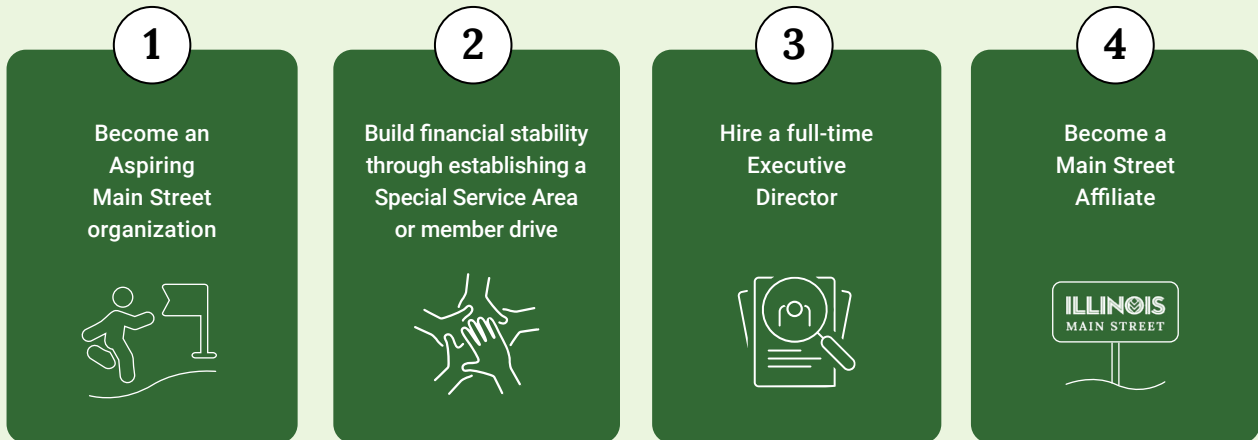 1
Become an
Aspiring
Main Street
organization
2
Build financial stability
through establishing a
Special Service Area
or member drive
3
Hire a full-time
Executive
Director
4
Become a
Main Street
Affiliate
ILLINOIS
MAIN STREET